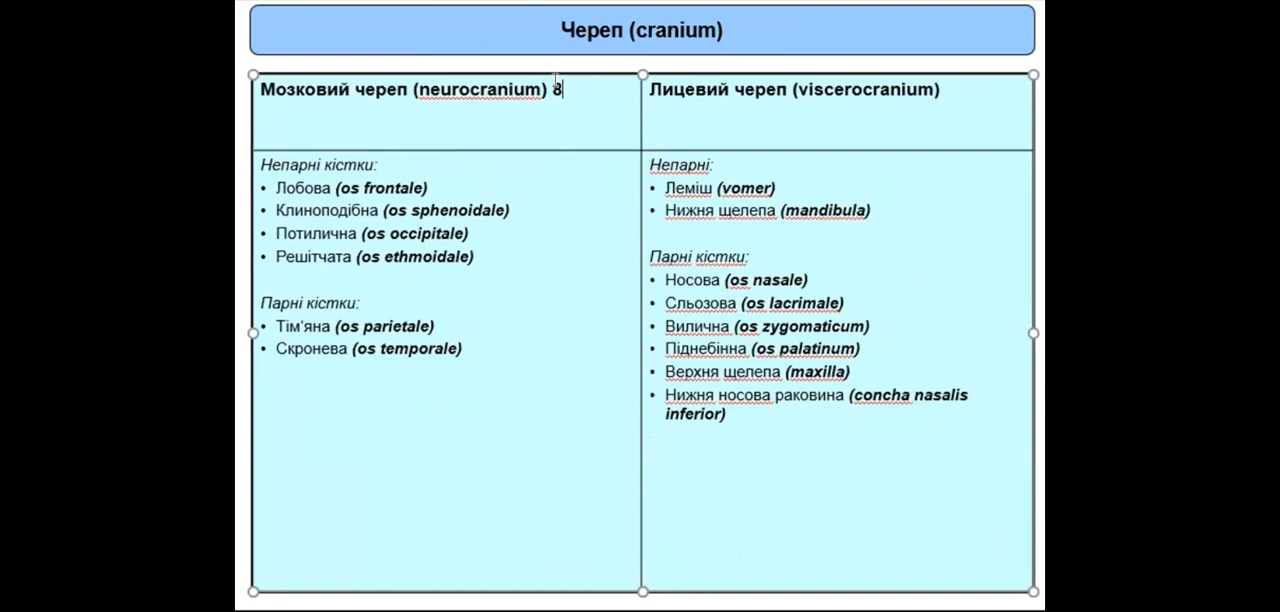 Череп (cranium)
Мозковий череп (neurocranium) 8
Непарні кістки:
• Лобова (os frontale)
• Клиноподібна (os sphenoidale)
• Потилична (os occipitale)
• Решітчата (os ethmoidale)
Парні кістки:
• Тім'яна (os parietale)
• Скронева (os temporale)
Лицевий череп (viscerocranium)
Непарні:
• Леміш (vomer)
• Нижня щелепа (mandibula)
Парні кістки:
• Носова (os nasale)
• Сльозова (os lacrimale)
• Вилична (os zygomaticum)
• Піднебінна (os palatinum)
• Верхня щелепа (maxilla)
• Нижня носова раковина (concha nasalis
inferior)